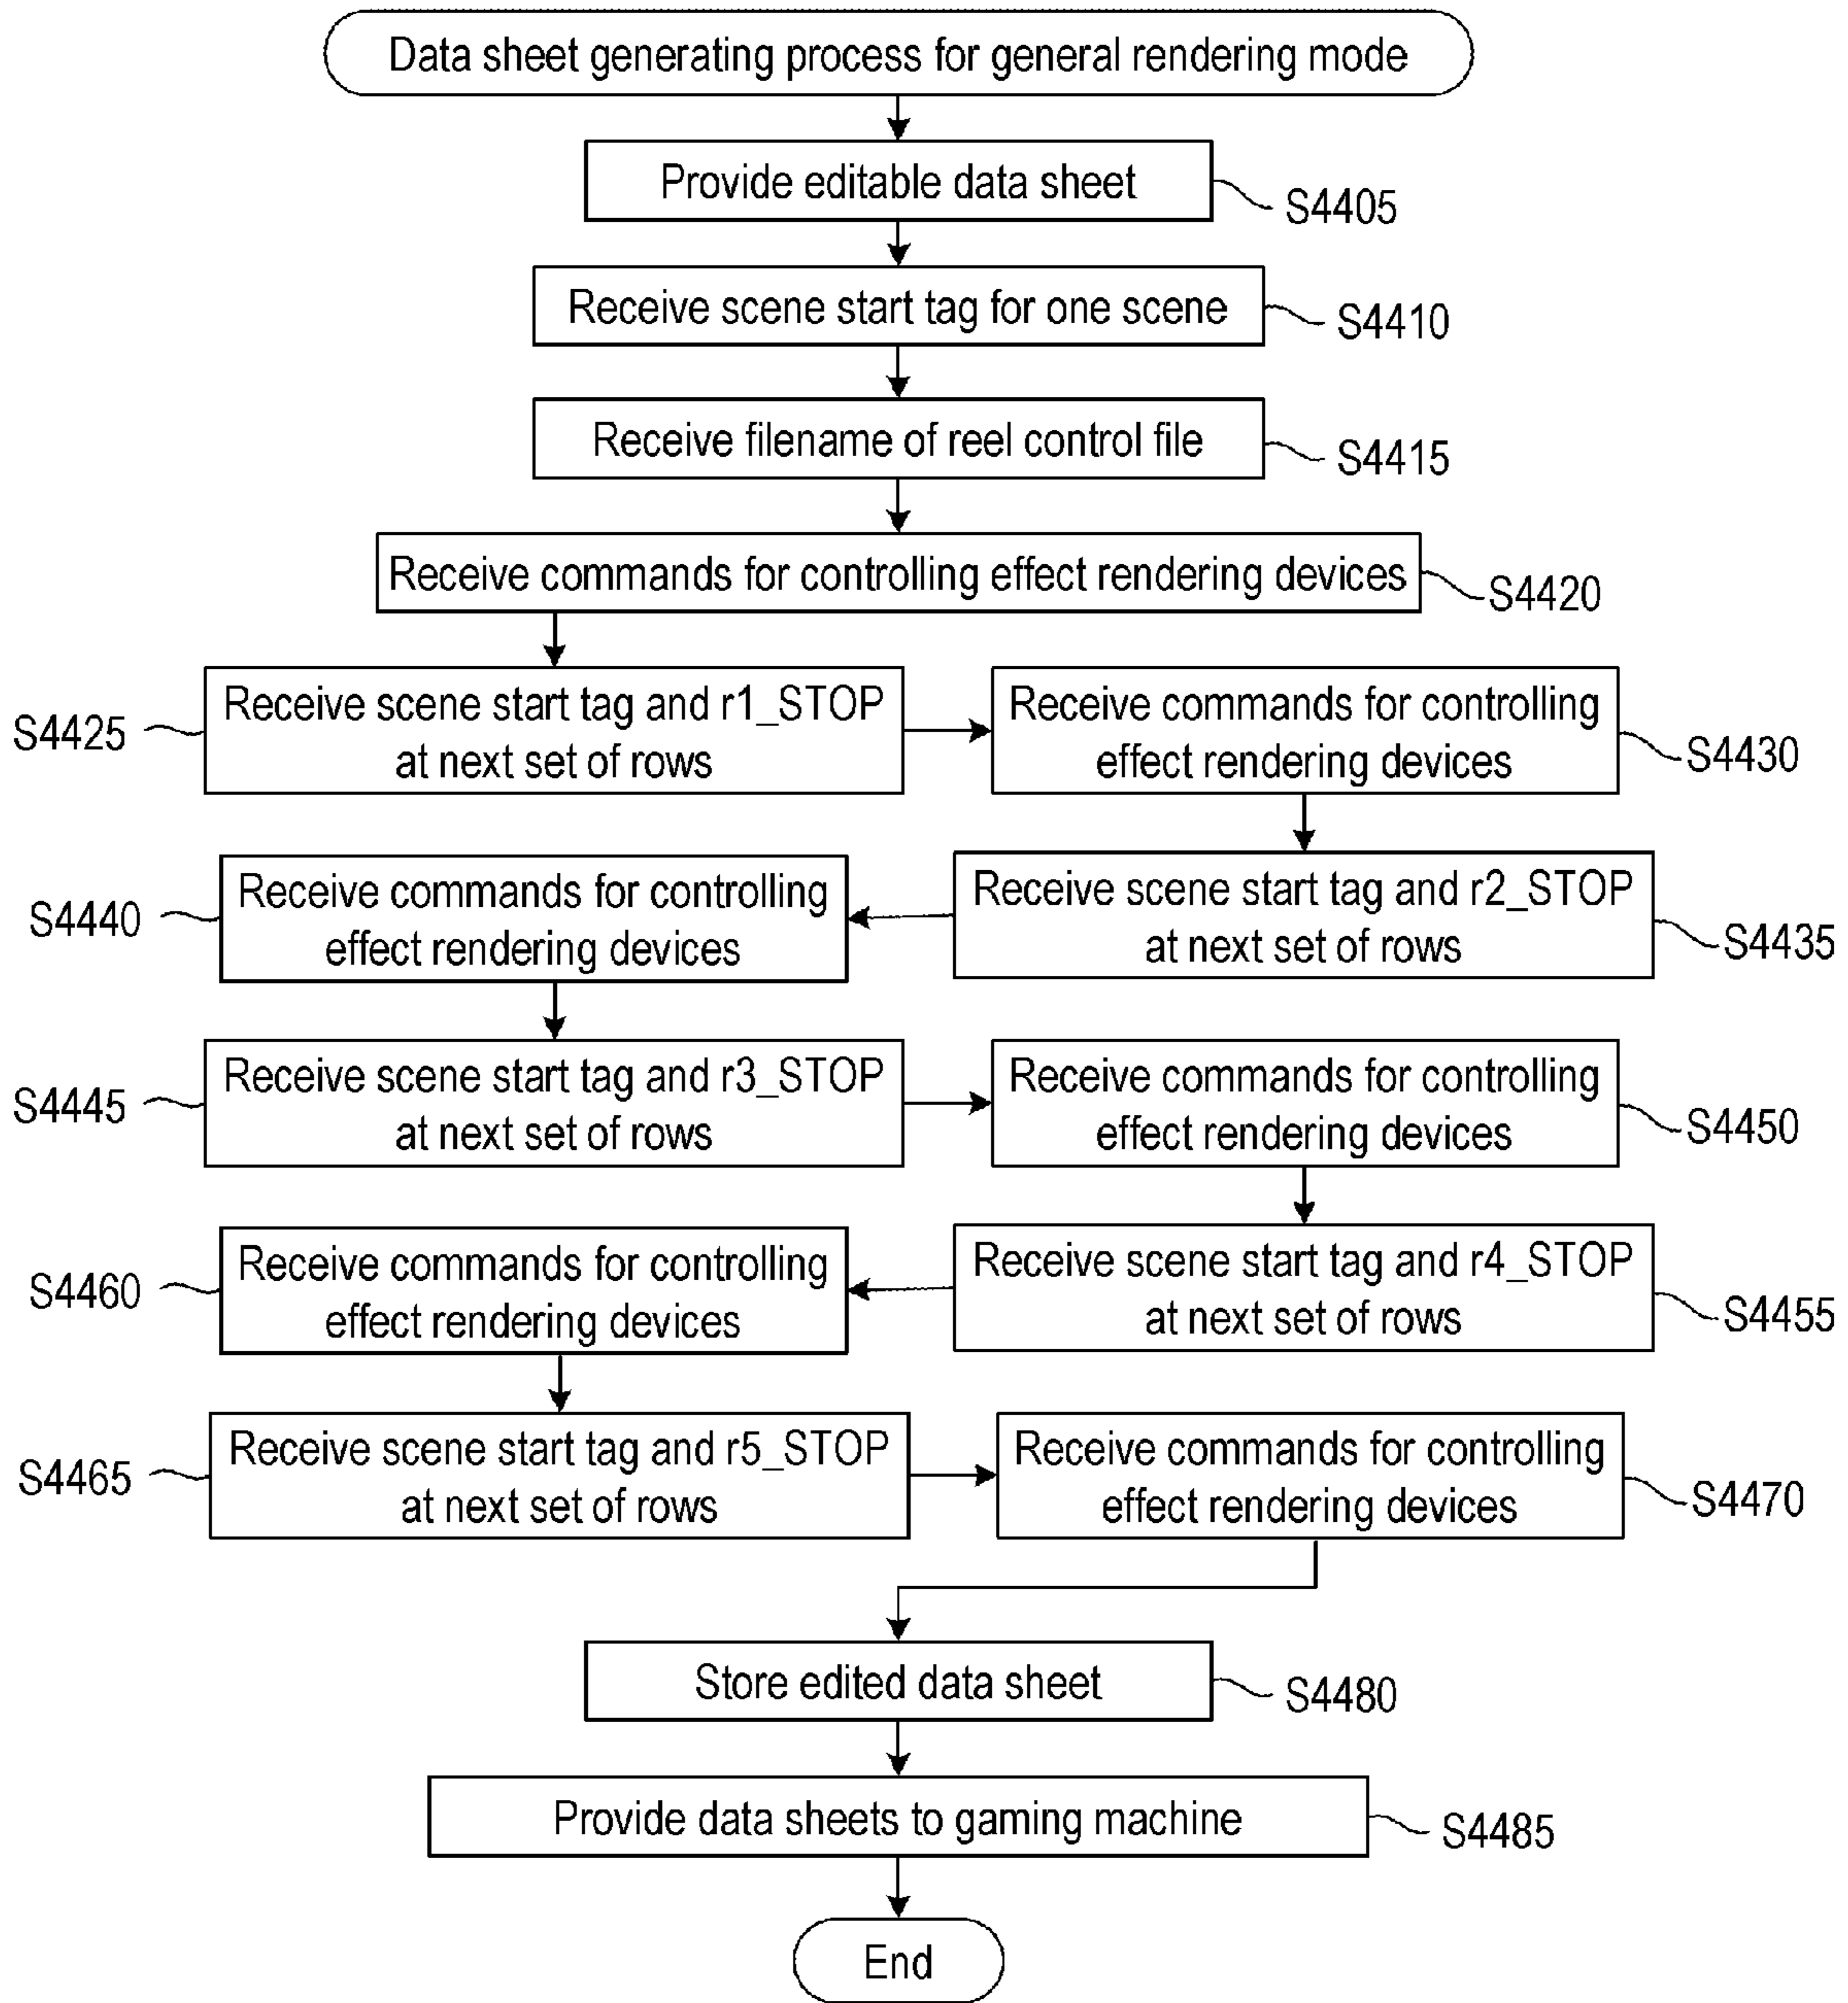 Data sheet generating process for general rendering mode
Provide editable data sheet
S4405
Receive scene start tag for one scene
S4410
Receive filename of reel control file
S4415
Receive commands for controlling effect rendering devices
S4420
S4425
Receive scene start tag and r1_STOP
at next set of rows
Receive commands for controlling
effect rendering devices
S4430
Receive scene start tag and r2_STOP
at next set of rows
S4435
S4440
Receive commands for controlling
effect rendering devices
S4445
Receive scene start tag and r3_STOP
at next set of rows
Receive commands for controlling
effect rendering devices
S4450
Receive scene start tag and r4_STOP
at next set of rows
S4455
S4460
Receive commands for controlling
effect rendering devices
S4465
Receive scene start tag and r5_STOP
at next set of rows
Receive commands for controlling
effect rendering devices
S4470
Store edited data sheet
S4480
Provide data sheets to gaming machine
S4485
End